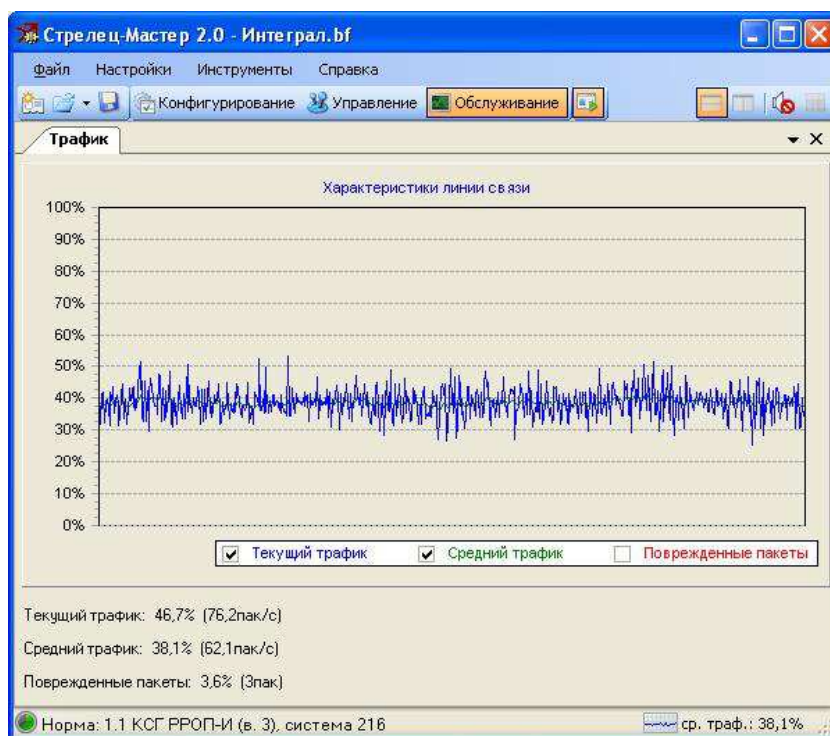 Стрелец-Мастер 2.0 - Интеграл.bf
Файл Настройки Инструменты Справка
Конфигурирование Управление Обслуживание
Трафик
Характеристики линии связи
100%
90%
80%
70%
60%
50%
40%
30%
20%
10%
0%
Текущий трафик Средний трафик Поврежденные пакеты
Текущий трафик: 46,7% (76,2пак/с)
Средний трафик: 38,1% (62,1пак/с)
Поврежденные пакеты: 3,6% (3пак)
Норма: 1.1 КСГ РРОП-И (в. 3), система 216 ср. траф.: 38,1%